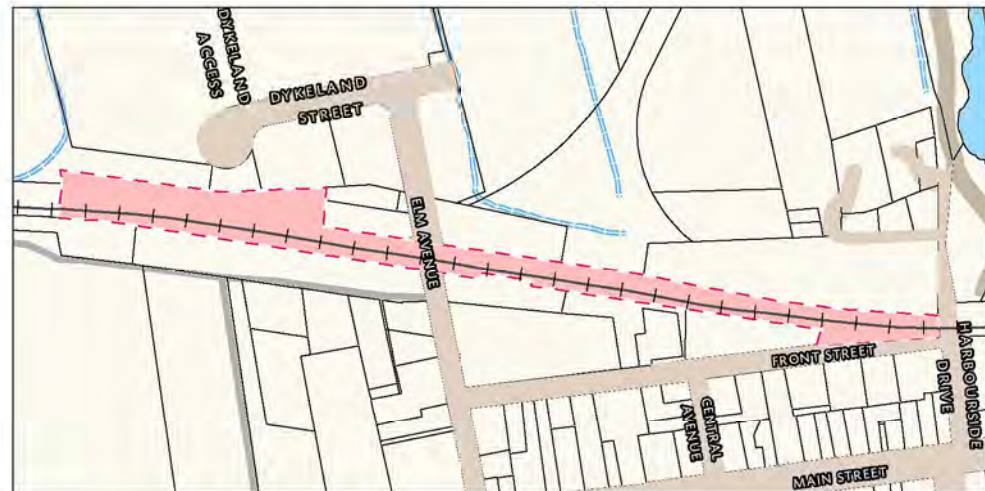 DYKELAND
ACCESS
DYKELAND
STREET
ELM AVENUE
FRONT STREET
CENTRAL
AVENUE
HARBOURSIDE
DRIVE
MAIN STREET